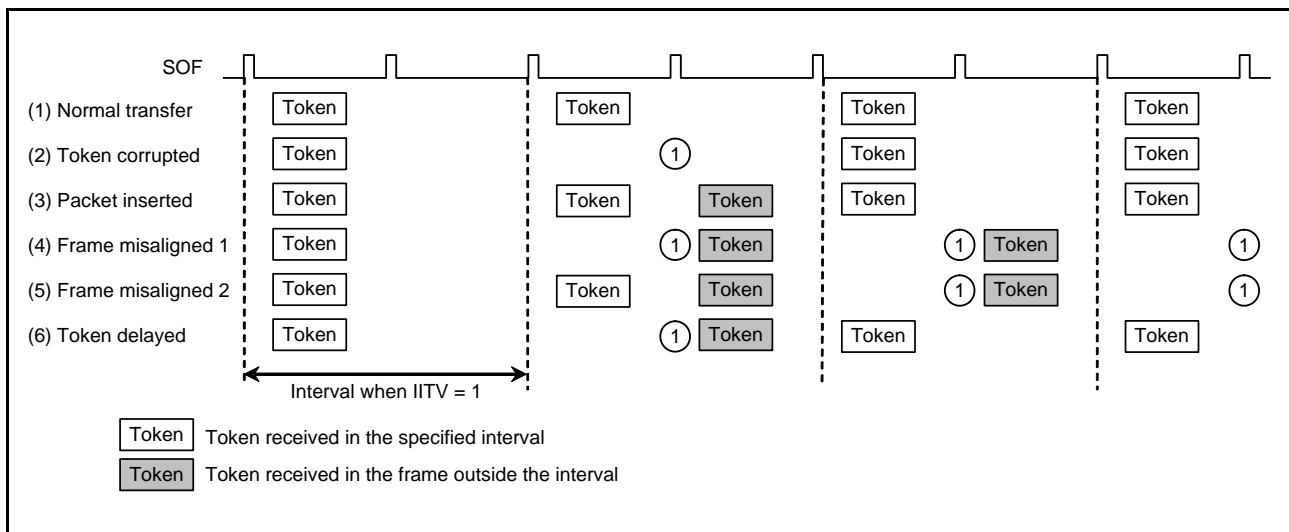 SOF
(1) Normal transfer Token Token Token Token
(2) Token corrupted Token 1 Token Token
(3) Packet inserted Token Token Token Token Token
(4) Frame misaligned 1 Token 1 Token 1 Token 1
(5) Frame misaligned 2 Token Token Token 1 Token 1
(6) Token delayed Token 1 Token Token Token
Interval when IITV = 1
Token Token received in the specified interval
Token Token received in the frame outside the interval